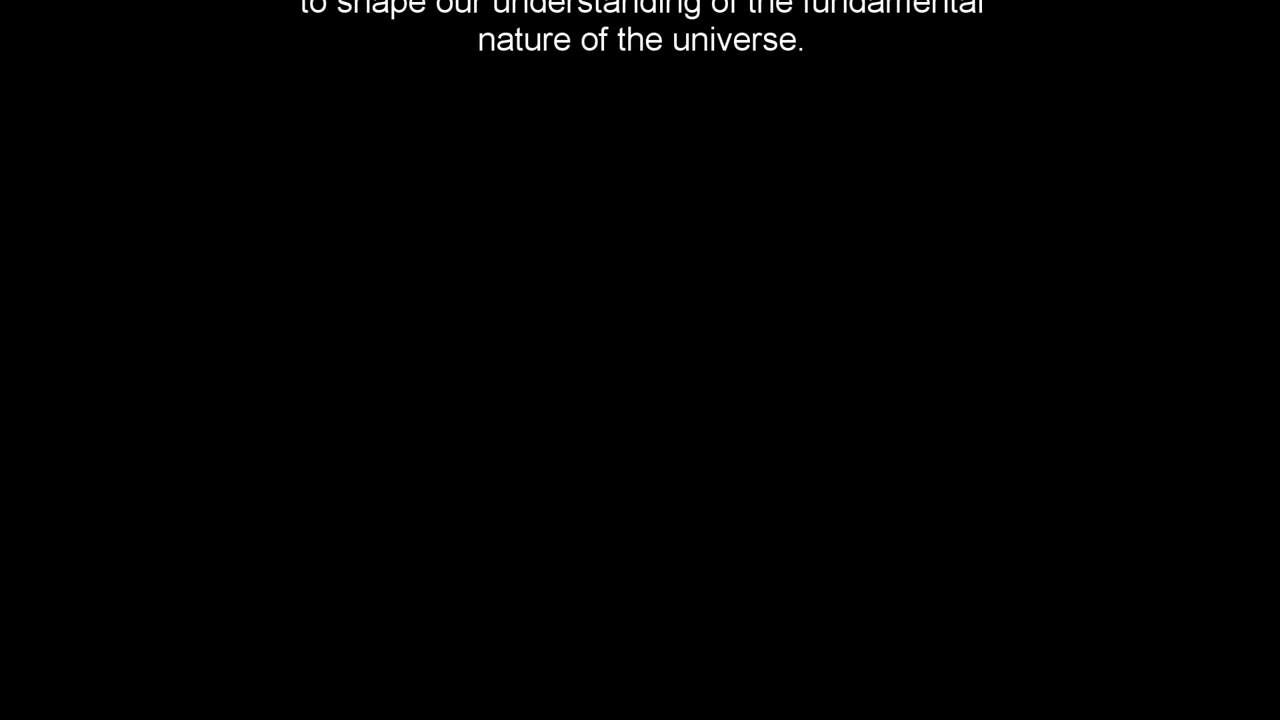 to shape our understanding of the fundamental
nature of the universe.